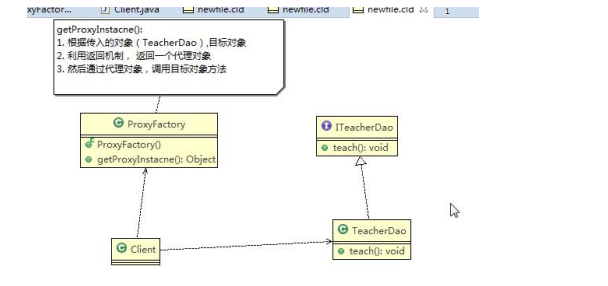 xyFactor...
Client.java
newfile.cld
newfile.cld
newfile.cld
1
getProxyInstacne():
1. 根据传入的对象（TeacherDao）,目标对象
2. 利用返回机制， 返回一个代理对象
3. 然后通过代理对象，调用目标对象方法
ProxyFactory
ProxyFactory()
getProxyInstacne(): Object
ITeacherDao
teach(): void
Client
TeacherDao
teach(): void